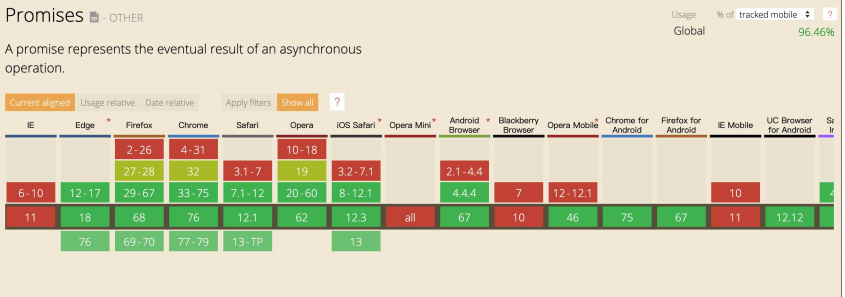 Promises - OTHER
Usage % of tracked mobile ?
Global 96.46%
A promise represents the eventual result of an asynchronous
operation.
Current aligned Usage relative Date relative Apply filters Show all ?
IE Edge * Firefox Chrome Safari Opera iOS Safari * Opera Mini * Android Browser * Blackberry Browser Opera Mobile * Chrome for Android Firefox for Android IE Mobile UC Browser for Android
2-26 4-31 10-18
27-28 32 3.1-7 19 3.2-7.1 2.1-4.4
6-10 12-17 29-67 33-75 7.1-12 20-60 8-12.1 4.4.4 7 12-12.1 10
11 18 68 76 12.1 62 12.3 all 67 10 46 75 67 11 12.12
76 69-70 77-79 13-TP 13